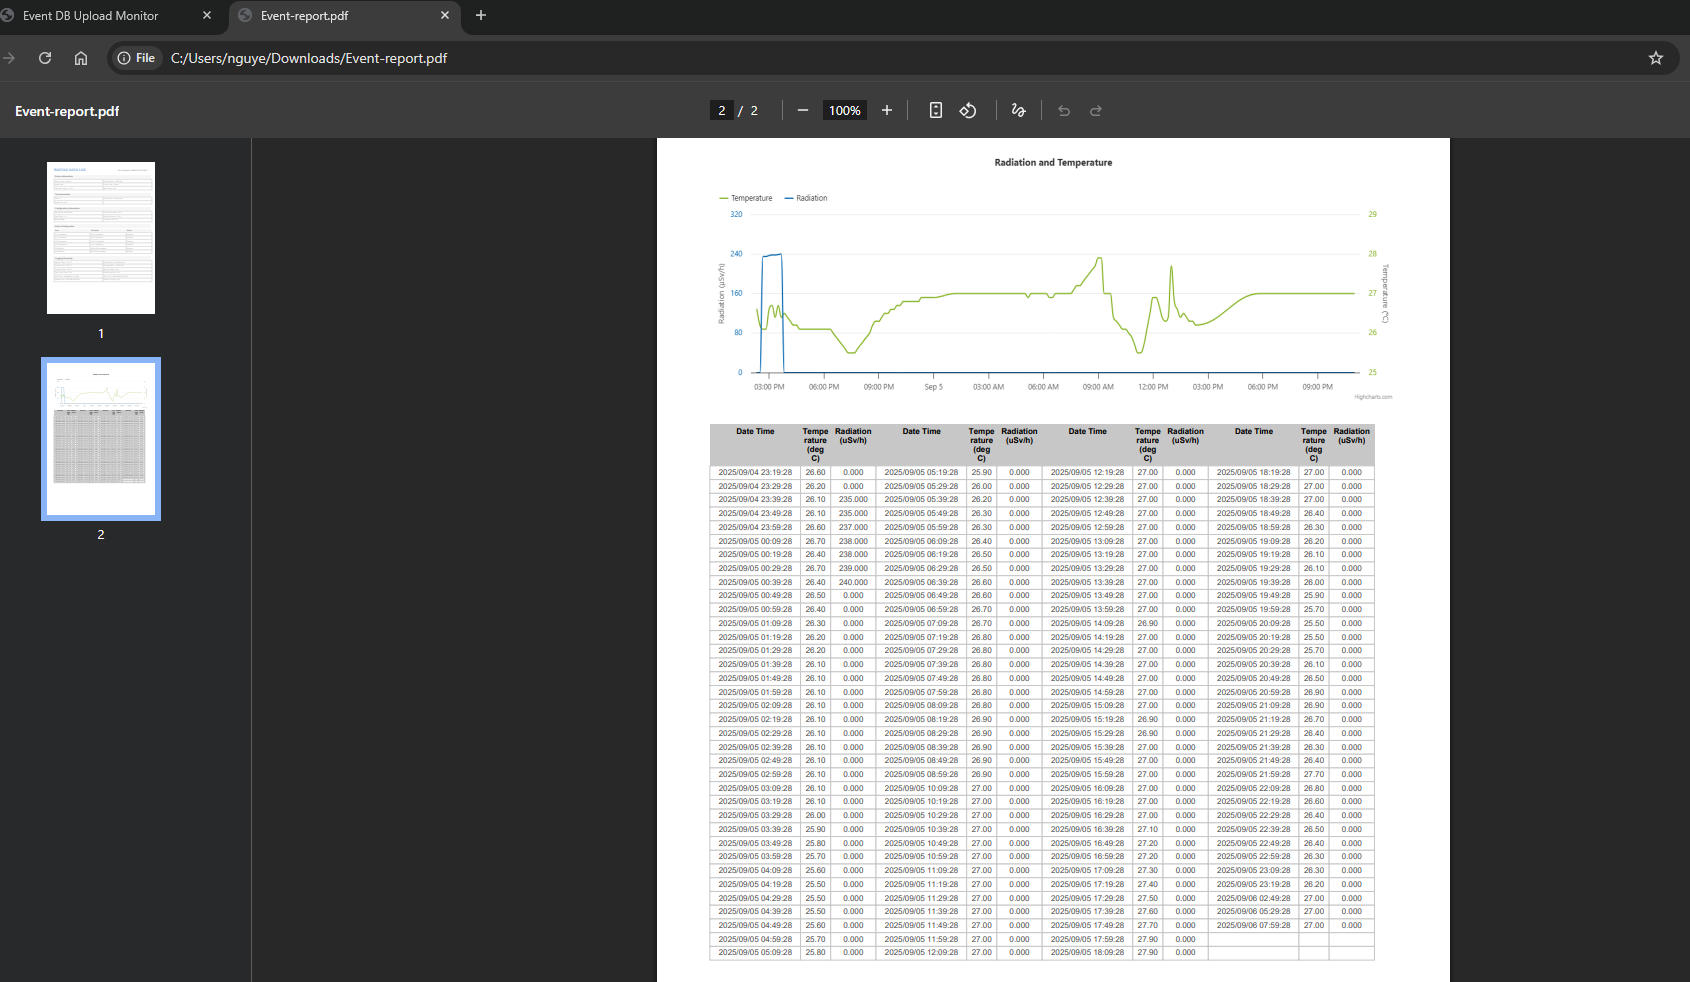 Event DB Upload Monitor
Event-report.pdf
File C:/Users/nguye/Downloads/Event-report.pdf
Event-report.pdf
2 / 2
100%
1
2
Radiation and Temperature
Temperature Radiation
320 29
240 28
160 27
80 26
0 25
Radiation (µSv/h)
Temperature (°C)
03:00 PM 06:00 PM 09:00 PM Sep 5 03:00 AM 06:00 AM 09:00 AM 12:00 PM 03:00 PM 06:00 PM 09:00 PM
Highcharts.com
Date Time Tempe Radiation Date Time Tempe Radiation Date Time Tempe Radiation Date Time Tempe Radiation
rature (uSv/h) rature (uSv/h) rature (uSv/h) rature (uSv/h)
(deg (deg (deg (deg
C) C) C) C)
2025/09/04 23:19:28 26.60 0.000 2025/09/05 05:19:28 25.90 0.000 2025/09/05 12:19:28 27.00 0.000 2025/09/05 18:19:28 27.00 0.000
2025/09/04 23:29:28 26.20 0.000 2025/09/05 05:29:28 26.00 0.000 2025/09/05 12:29:28 27.00 0.000 2025/09/05 18:29:28 27.00 0.000
2025/09/04 23:39:28 26.10 235.000 2025/09/05 05:39:28 26.20 0.000 2025/09/05 12:39:28 27.00 0.000 2025/09/05 18:39:28 27.00 0.000
2025/09/04 23:49:28 26.10 235.000 2025/09/05 05:49:28 26.30 0.000 2025/09/05 12:49:28 27.00 0.000 2025/09/05 18:49:28 26.40 0.000
2025/09/04 23:59:28 26.60 237.000 2025/09/05 05:59:28 26.30 0.000 2025/09/05 12:59:28 27.00 0.000 2025/09/05 18:59:28 26.30 0.000
2025/09/05 00:09:28 26.70 238.000 2025/09/05 06:09:28 26.40 0.000 2025/09/05 13:09:28 27.00 0.000 2025/09/05 19:09:28 26.20 0.000
2025/09/05 00:19:28 26.40 238.000 2025/09/05 06:19:28 26.50 0.000 2025/09/05 13:19:28 27.00 0.000 2025/09/05 19:19:28 26.10 0.000
2025/09/05 00:29:28 26.70 239.000 2025/09/05 06:29:28 26.50 0.000 2025/09/05 13:29:28 27.00 0.000 2025/09/05 19:29:28 26.10 0.000
2025/09/05 00:39:28 26.40 240.000 2025/09/05 06:39:28 26.60 0.000 2025/09/05 13:39:28 27.00 0.000 2025/09/05 19:39:28 26.00 0.000
2025/09/05 00:49:28 26.50 0.000 2025/09/05 06:49:28 26.60 0.000 2025/09/05 13:49:28 27.00 0.000 2025/09/05 19:49:28 25.90 0.000
2025/09/05 00:59:28 26.40 0.000 2025/09/05 06:59:28 26.70 0.000 2025/09/05 13:59:28 27.00 0.000 2025/09/05 19:59:28 25.70 0.000
2025/09/05 01:09:28 26.30 0.000 2025/09/05 07:09:28 26.70 0.000 2025/09/05 14:09:28 26.90 0.000 2025/09/05 20:09:28 25.50 0.000
2025/09/05 01:19:28 26.20 0.000 2025/09/05 07:19:28 26.80 0.000 2025/09/05 14:19:28 27.00 0.000 2025/09/05 20:19:28 25.50 0.000
2025/09/05 01:29:28 26.20 0.000 2025/09/05 07:29:28 26.80 0.000 2025/09/05 14:29:28 27.00 0.000 2025/09/05 20:29:28 25.70 0.000
2025/09/05 01:39:28 26.10 0.000 2025/09/05 07:39:28 26.80 0.000 2025/09/05 14:39:28 27.00 0.000 2025/09/05 20:39:28 26.10 0.000
2025/09/05 01:49:28 26.10 0.000 2025/09/05 07:49:28 26.80 0.000 2025/09/05 14:49:28 27.00 0.000 2025/09/05 20:49:28 26.50 0.000
2025/09/05 01:59:28 26.10 0.000 2025/09/05 07:59:28 26.80 0.000 2025/09/05 14:59:28 27.00 0.000 2025/09/05 20:59:28 26.90 0.000
2025/09/05 02:09:28 26.10 0.000 2025/09/05 08:09:28 26.80 0.000 2025/09/05 15:09:28 27.00 0.000 2025/09/05 21:09:28 26.90 0.000
2025/09/05 02:19:28 26.10 0.000 2025/09/05 08:19:28 26.90 0.000 2025/09/05 15:19:28 26.90 0.000 2025/09/05 21:19:28 26.70 0.000
2025/09/05 02:29:28 26.10 0.000 2025/09/05 08:29:28 26.90 0.000 2025/09/05 15:29:28 26.90 0.000 2025/09/05 21:29:28 26.40 0.000
2025/09/05 02:39:28 26.10 0.000 2025/09/05 08:39:28 26.90 0.000 2025/09/05 15:39:28 27.00 0.000 2025/09/05 21:39:28 26.30 0.000
2025/09/05 02:49:28 26.10 0.000 2025/09/05 08:49:28 26.90 0.000 2025/09/05 15:49:28 27.00 0.000 2025/09/05 21:49:28 26.40 0.000
2025/09/05 02:59:28 26.10 0.000 2025/09/05 08:59:28 26.90 0.000 2025/09/05 15:59:28 27.00 0.000 2025/09/05 21:59:28 27.70 0.000
2025/09/05 03:09:28 26.10 0.000 2025/09/05 10:09:28 27.00 0.000 2025/09/05 16:09:28 27.00 0.000 2025/09/05 22:09:28 26.80 0.000
2025/09/05 03:19:28 26.10 0.000 2025/09/05 10:19:28 27.00 0.000 2025/09/05 16:19:28 27.00 0.000 2025/09/05 22:19:28 26.60 0.000
2025/09/05 03:29:28 26.00 0.000 2025/09/05 10:29:28 27.00 0.000 2025/09/05 16:29:28 27.00 0.000 2025/09/05 22:29:28 26.40 0.000
2025/09/05 03:39:28 25.90 0.000 2025/09/05 10:39:28 27.00 0.000 2025/09/05 16:39:28 27.10 0.000 2025/09/05 22:39:28 26.50 0.000
2025/09/05 03:49:28 25.80 0.000 2025/09/05 10:49:28 27.00 0.000 2025/09/05 16:49:28 27.20 0.000 2025/09/05 22:49:28 26.40 0.000
2025/09/05 03:59:28 25.70 0.000 2025/09/05 10:59:28 27.00 0.000 2025/09/05 16:59:28 27.20 0.000 2025/09/05 22:59:28 26.30 0.000
2025/09/05 04:09:28 25.60 0.000 2025/09/05 11:09:28 27.00 0.000 2025/09/05 17:09:28 27.30 0.000 2025/09/05 23:09:28 26.30 0.000
2025/09/05 04:19:28 25.50 0.000 2025/09/05 11:19:28 27.00 0.000 2025/09/05 17:19:28 27.40 0.000 2025/09/05 23:19:28 26.20 0.000
2025/09/05 04:29:28 25.50 0.000 2025/09/05 11:29:28 27.00 0.000 2025/09/05 17:29:28 27.50 0.000 2025/09/06 02:49:28 27.00 0.000
2025/09/05 04:39:28 25.50 0.000 2025/09/05 11:39:28 27.00 0.000 2025/09/05 17:39:28 27.60 0.000 2025/09/06 05:29:28 27.00 0.000
2025/09/05 04:49:28 25.60 0.000 2025/09/05 11:49:28 27.00 0.000 2025/09/05 17:49:28 27.70 0.000 2025/09/06 07:59:28 27.00 0.000
2025/09/05 04:59:28 25.70 0.000 2025/09/05 11:59:28 27.00 0.000 2025/09/05 17:59:28 27.90 0.000
2025/09/05 05:09:28 25.80 0.000 2025/09/05 12:09:28 27.00 0.000 2025/09/05 18:09:28 27.90 0.000